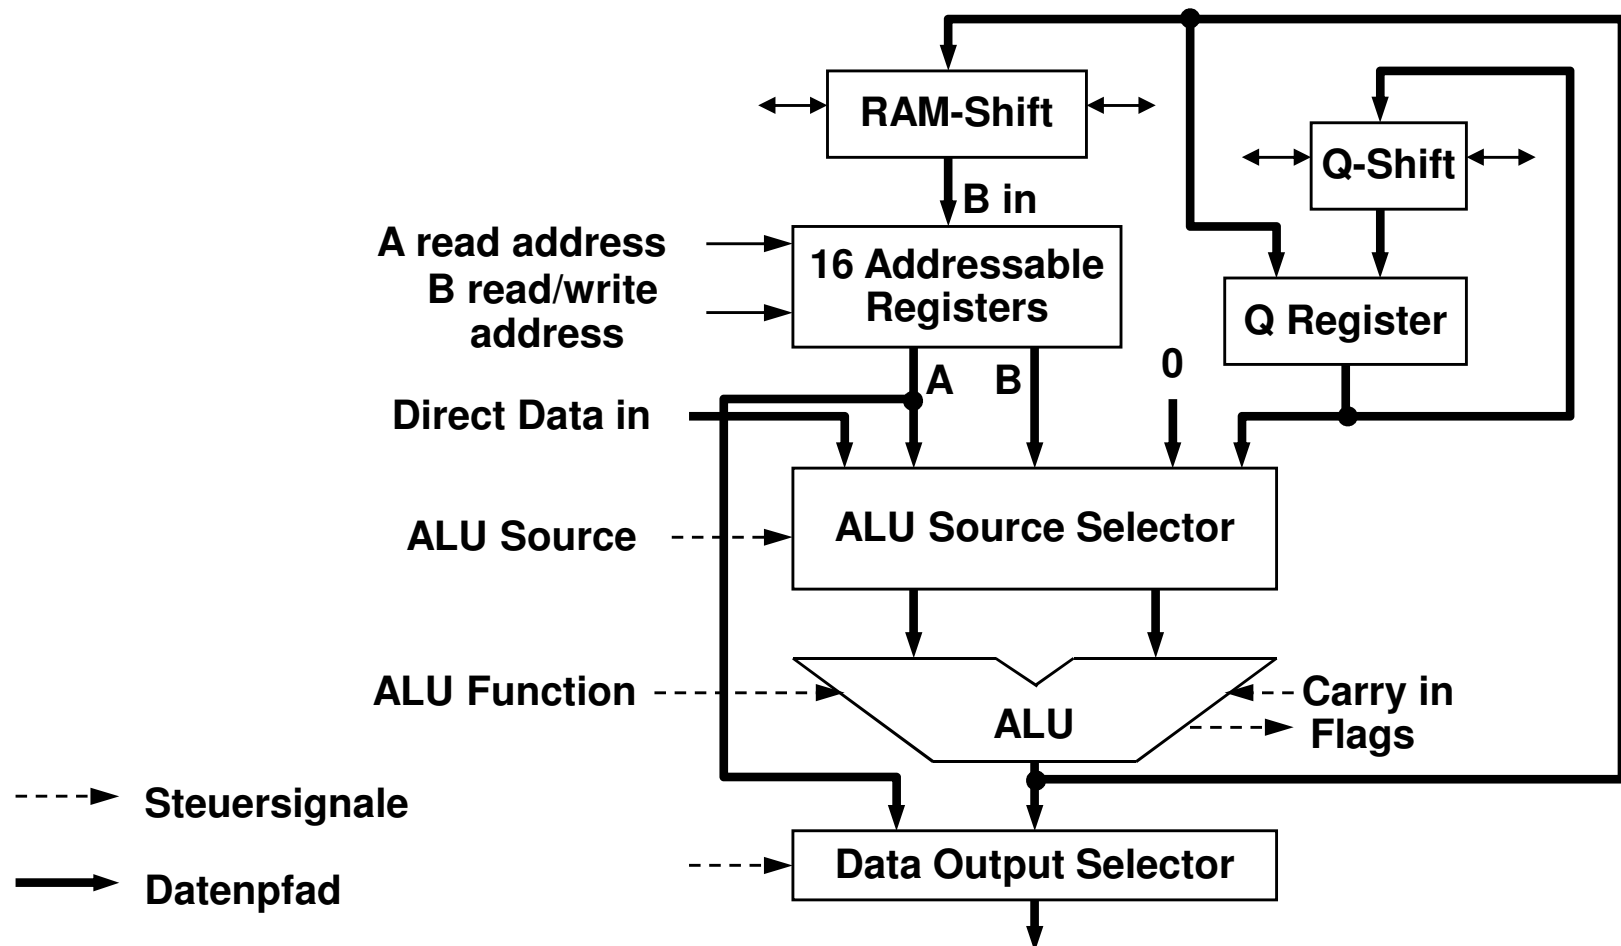 RAM-Shift
Q-Shift
B in
A read address
B read/write
address
16 Addressable
Registers
Q Register
A
B
0
Direct Data in
ALU Source
ALU Source Selector
ALU Function
Carry in
ALU
Flags
Steuersignale
Data Output Selector
Datenpfad